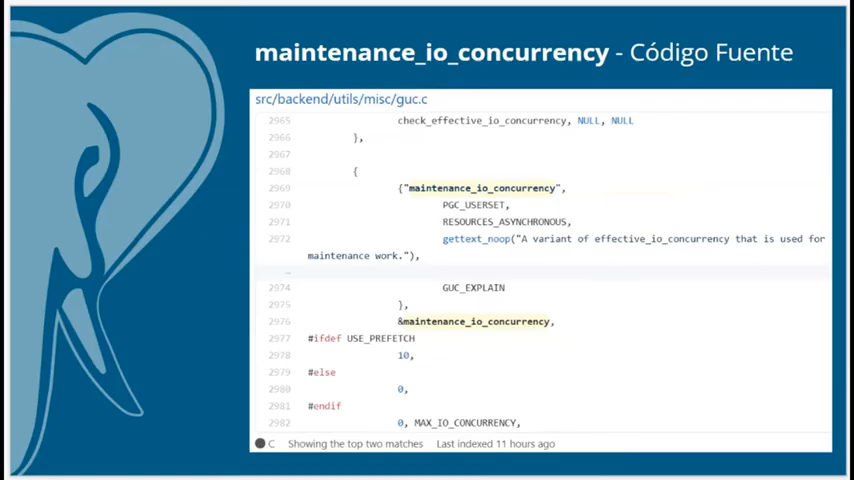 maintenance_io_concurrency - Código Fuente
src/backend/utils/misc/guc.c
2965 check_effective_io_concurrency, NULL, NULL
2966 },
2967
2968 {
2969 {"maintenance_io_concurrency",
2970 PGC_USERSET,
2971 RESOURCES_ASYNCHRONOUS,
2972 gettext_noop("A variant of effective_io_concurrency that is used for
maintenance work."),
2974 GUC_EXPLAIN
2975 },
2976 &maintenance_io_concurrency,
2977 #ifdef USE_PREFETCH
2978 10,
2979 #else
2980 0,
2981 #endif
2982 0, MAX_IO_CONCURRENCY,
C Showing the top two matches Last indexed 11 hours ago